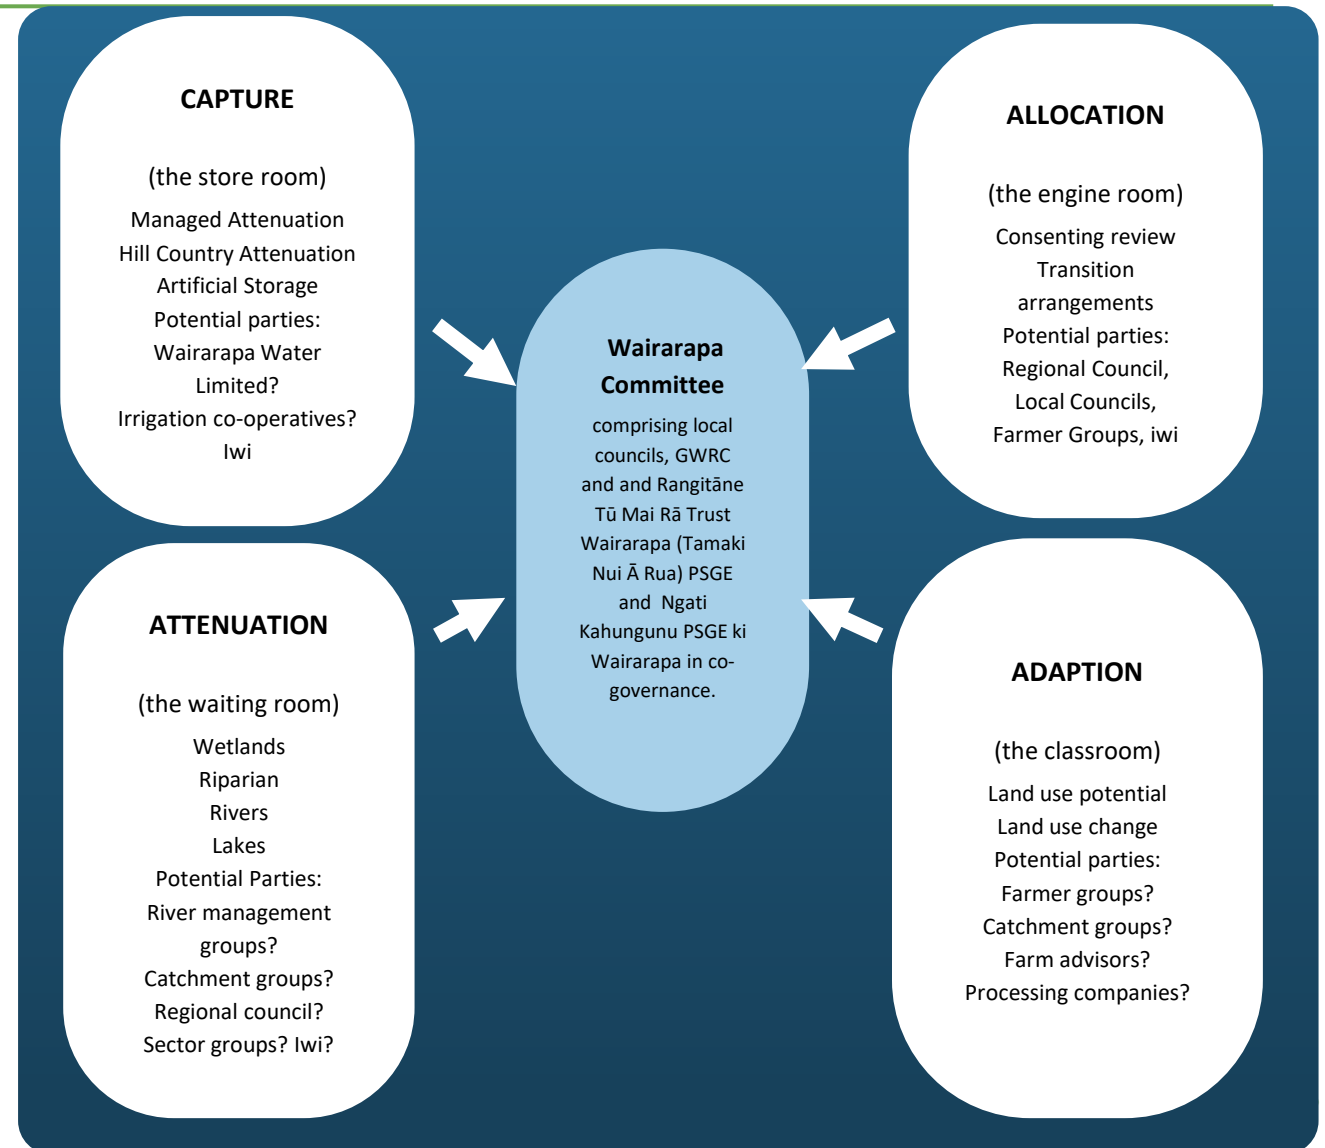 CAPTURE
(the store room)
Managed Attenuation
Hill Country Attenuation
Artificial Storage
Potential parties:
Wairarapa Water
Limited?
Irrigation co-operatives?
Iwi
ALLOCATION
(the engine room)
Consenting review
Transition
arrangements
Potential parties:
Regional Council,
Local Councils,
Farmer Groups, iwi
Wairarapa
Committee
comprising local
councils, GWRC
and and Rangitāne
Tū Mai Rā Trust
Wairarapa (Tamaki
Nui Ā Rua) PSGE
and  Ngati
Kahungunu PSGE ki
Wairarapa in co-
governance.
ATTENUATION
(the waiting room)
Wetlands
Riparian
Rivers
Lakes
Potential Parties:
River management
groups?
Catchment groups?
Regional council?
Sector groups? Iwi?
ADAPTION
(the classroom)
Land use potential
Land use change
Potential parties:
Farmer groups?
Catchment groups?
Farm advisors?
Processing companies?